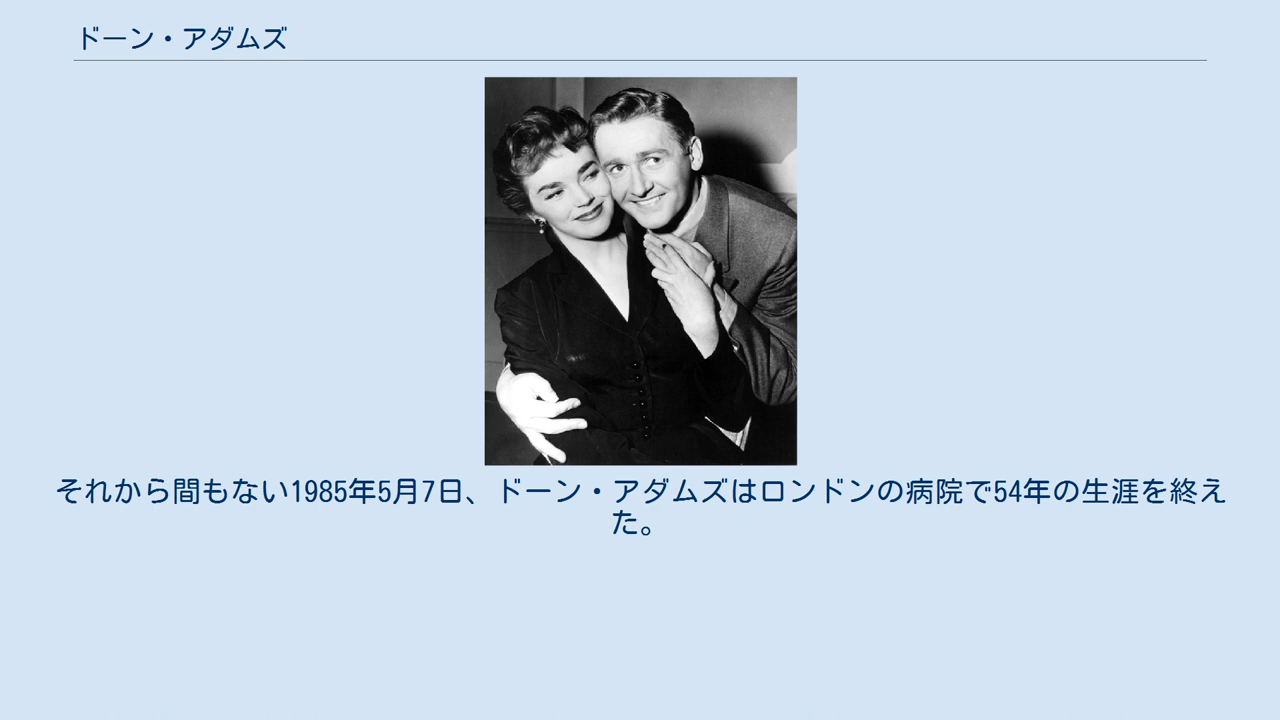 ドーン・アダムズ
それから間もない1985年5月7日、ドーン・アダムズはロンドンの病院で54年の生涯を終え
た。